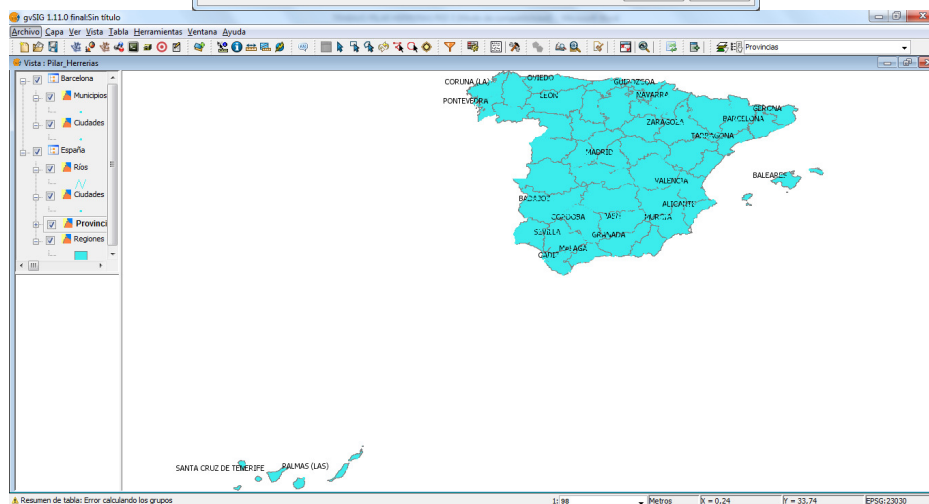 gvSIG 1.11.0 final:Sin título
Archivo Capa Ver Vista Tabla Herramientas Ventana Ayuda
Provincias
Vista : Pilar_Herrerias
Barcelona
Municipios
Ciudades
España
Ríos
Ciudades
Provinci
Regiones
CORUNA (LA)
OVIEDO
GUIPUZCOA
PONTEVEDRA
LEON
NAVARRA
GERONA
ZARAGOZA
BARCELONA
TARRAGONA
MADRID
VALENCIA
BALEARES
BADAJOZ
ALICANTE
CORDOBA
JAEN
MURCIA
SEVILLA
GRANADA
MALAGA
CADIZ
SANTA CRUZ DE TENERIFE
PALMAS (LAS)
Resumen de tabla: Error calculando los grupos
1: 98
Metros
X = 0,24
Y = 33,74
EPSG:23030